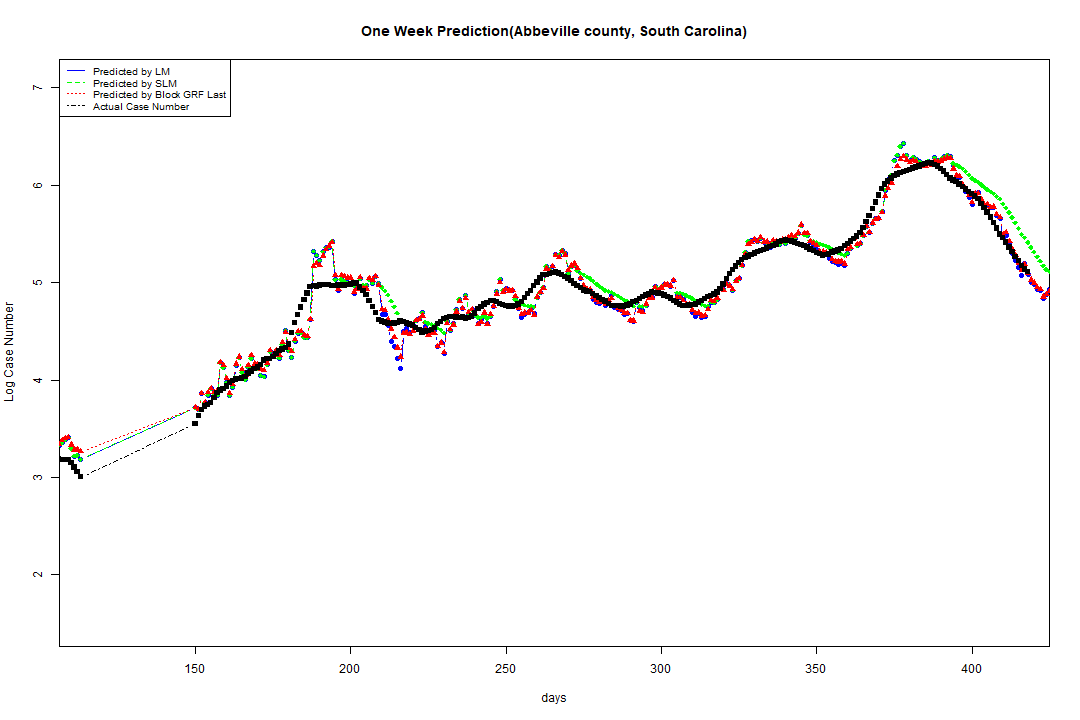 One Week Prediction(Abbeville county, South Carolina)
Predicted by LM
Predicted by SLM
Predicted by Block GRF Last
Actual Case Number
7
6
5
4
3
2
Log Case Number
150 200 250 300 350 400
days